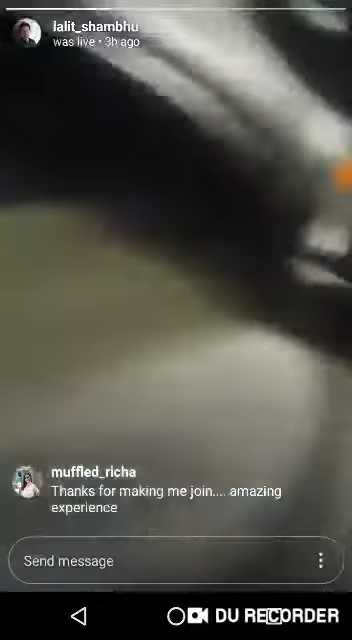 lalit_shambhu
was live • 3h ago
muffled_richa
Thanks for making me join.... amazing
experience
Send message
DU RECORDER